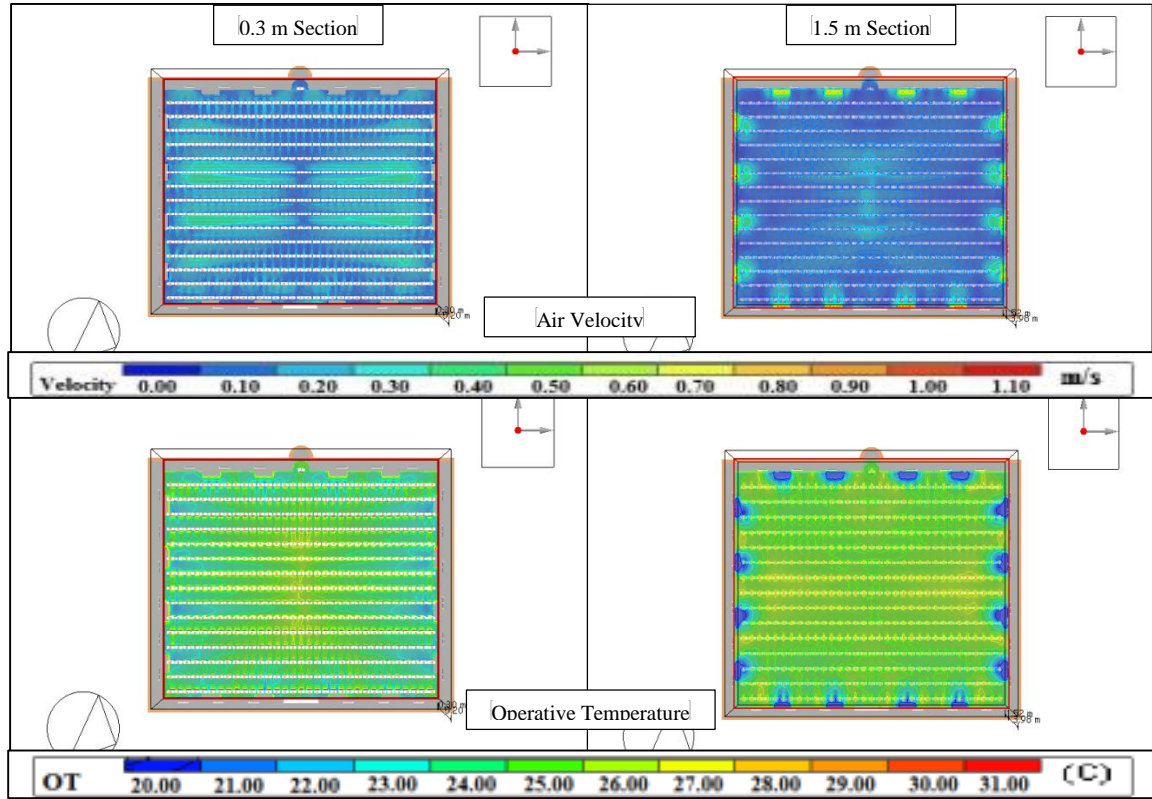 0.3 m Section
1.5 m Section
Air Velocity
Velocity 0.00 0.10 0.20 0.30 0.40 0.50 0.60 0.70 0.80 0.90 1.00 1.10 m/s
Operative Temperature
OT 20.00 21.00 22.00 23.00 24.00 25.00 26.00 27.00 28.00 29.00 30.00 31.00 (C)